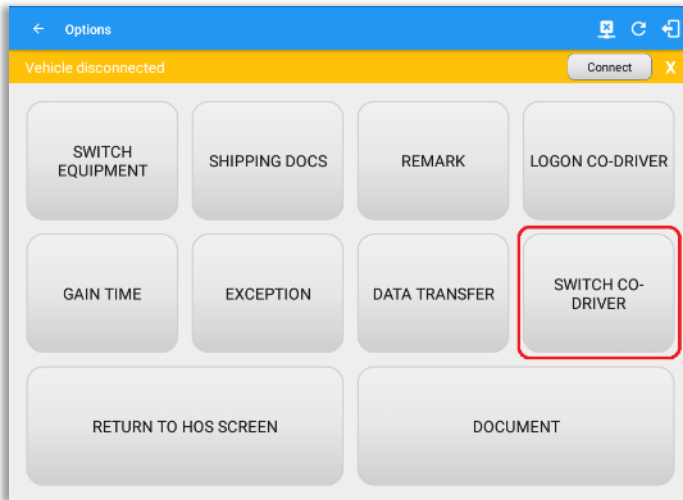 Options
Vehicle disconnected
Connect
X
SWITCH
EQUIPMENT
SHIPPING DOCS
REMARK
LOGON CO-DRIVER
GAIN TIME
EXCEPTION
DATA TRANSFER
SWITCH CO-
DRIVER
RETURN TO HOS SCREEN
DOCUMENT